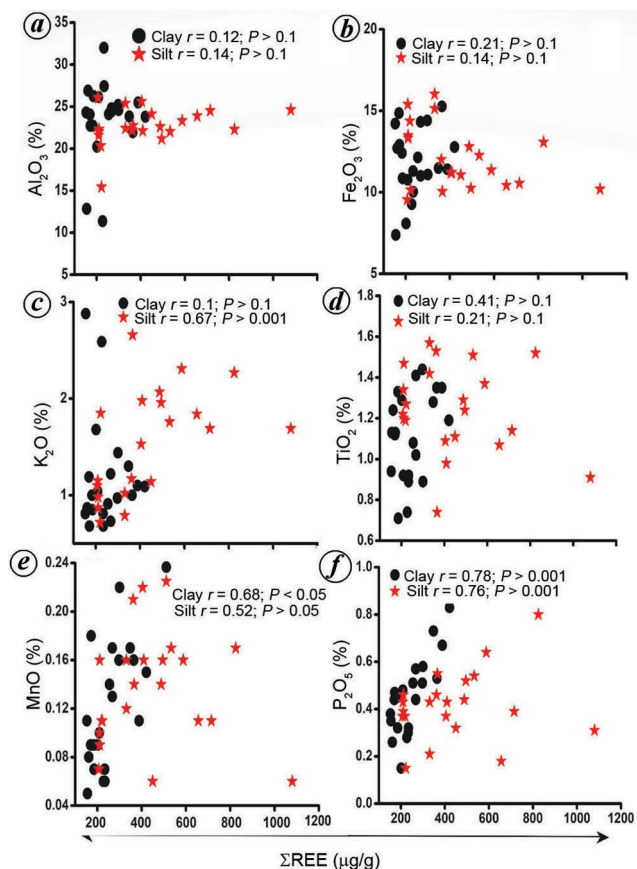 a
Clay r = 0.12; P > 0.1
Silt r = 0.14; P > 0.1
Al2O3 (%)
35
30
25
20
15
10
5
200 400 600 800 1000 1200
b
Clay r = 0.21; P > 0.1
Silt r = 0.14; P > 0.1
Fe2O3 (%)
20
15
10
5
c
Clay r = 0.1; P > 0.1
Silt r = 0.67; P > 0.001
K2O (%)
3
2
1
d
Clay r = 0.41; P > 0.1
Silt r = 0.21; P > 0.1
TiO2 (%)
1.8
1.6
1.4
1.2
1.0
0.8
0.6
e
Clay r = 0.68; P < 0.05
Silt r = 0.52; P > 0.05
MnO (%)
0.24
0.20
0.16
0.12
0.08
0.04
200 400 600 800 1000 1200
f
Clay r = 0.78; P > 0.001
Silt r = 0.76; P > 0.001
P2O5 (%)
1.0
0.8
0.6
0.4
0.2
0.0
200 400 600 800 1000 1200
ΣREE (µg/g)